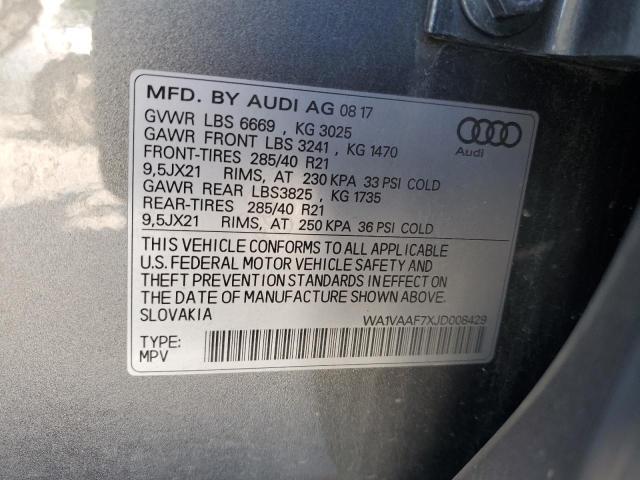 MFD. BY AUDI AG 08 17
GVWR LBS 6669 , KG 3025
GAWR FRONT LBS 3241 , KG 1470
FRONT-TIRES 285/40 R21
9,5JX21 RIMS, AT 230 KPA 33 PSI COLD
GAWR REAR LBS3825 , KG 1735
REAR-TIRES 285/40 R21
9,5JX21 RIMS, AT 250 KPA 36 PSI COLD
Audi
THIS VEHICLE CONFORMS TO ALL APPLICABLE
U.S. FEDERAL MOTOR VEHICLE SAFETY AND
THEFT PREVENTION STANDARDS IN EFFECT ON
THE DATE OF MANUFACTURE SHOWN ABOVE.
SLOVAKIA
WA1VAAF7XJD008429
TYPE:
MPV